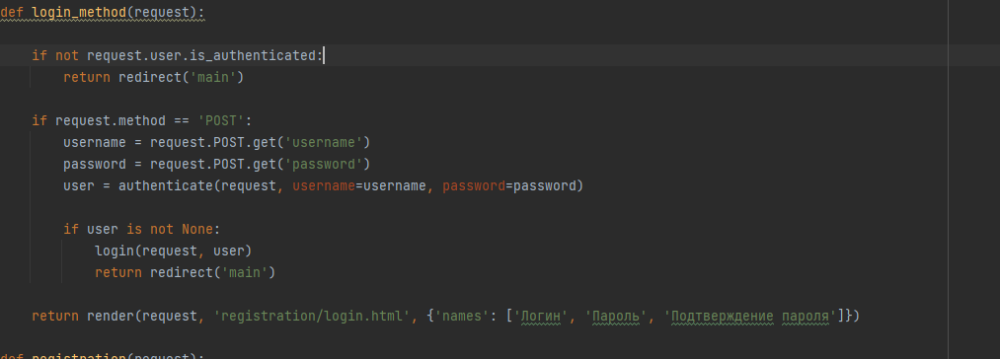 def login_method(request):
if not request.user.is_authenticated:
return redirect('main')
if request.method == 'POST':
username = request.POST.get('username')
password = request.POST.get('password')
user = authenticate(request, username=username, password=password)
if user is not None:
login(request, user)
return redirect('main')
return render(request, 'registration/login.html', {'names': ['Логин', 'Пароль', 'Подтверждение пароля']})
def registration(request):